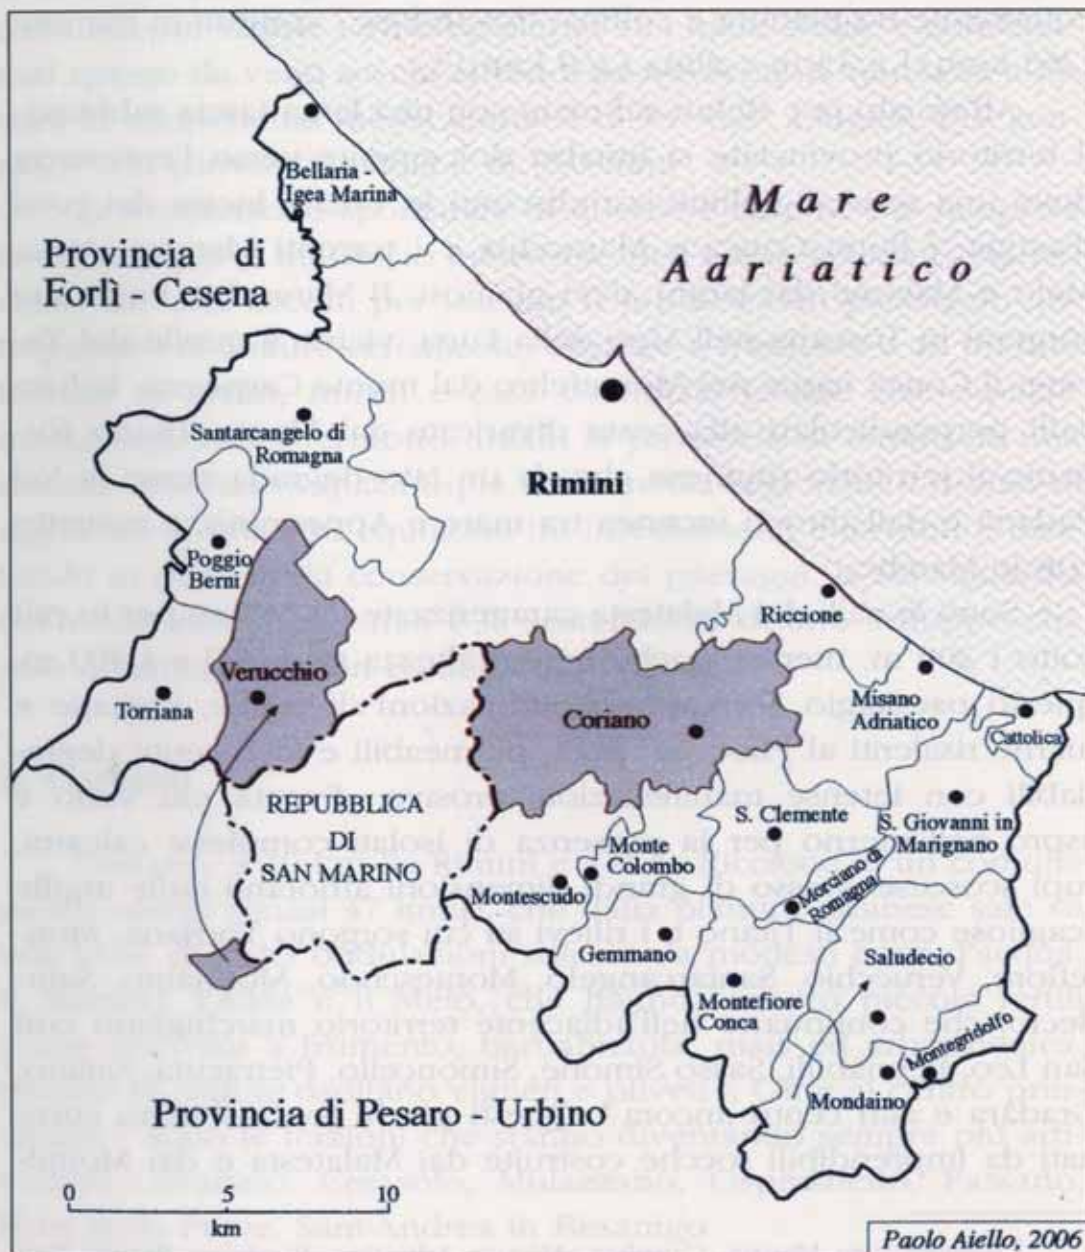 Bellaria -
Igea Marina
Mare
Adriatico
Provincia di
Forlì - Cesena
Santarcangelo di
Romagna
Rimini
Poggio
Berni
Riccione
Verucchio
Torriana
Coriano
Misano
Adriatico
Cattolica
REPUBBLICA
DI
SAN MARINO
S. Clemente
S. Giovanni in
Marignano
Monte
Colombo
Montescudo
Morciano di
Romagna
Gemmano
Saludecio
Montefiore
Conca
Montegridolfo
Mondaino
Provincia di Pesaro - Urbino
0 5 10
km
Paolo Aiello, 2006